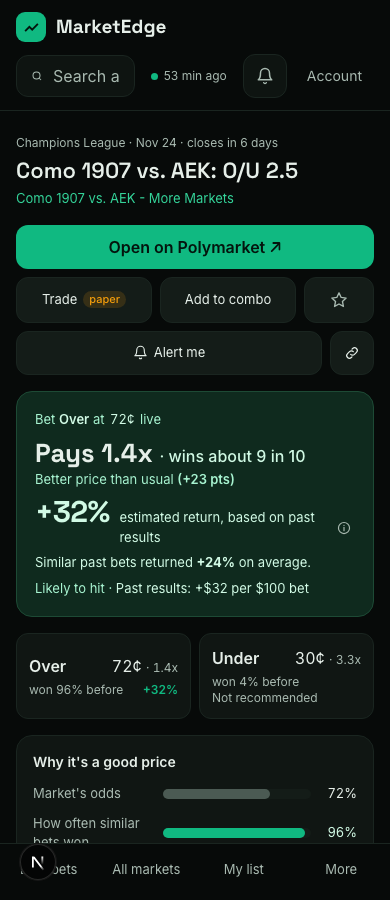 MarketEdge
Search a
53 min ago
Account
Champions League · Nov 24 · closes in 6 days
Como 1907 vs. AEK: O/U 2.5
Como 1907 vs. AEK - More Markets
Open on Polymarket ↗
Trade paper
Add to combo
Alert me
Bet Over at 72¢ live
Pays 1.4x · wins about 9 in 10
Better price than usual (+23 pts)
+32% estimated return, based on past
results
Similar past bets returned +24% on average.
Likely to hit · Past results: +$32 per $100 bet
Over 72¢ · 1.4x
won 96% before +32%
Under 30¢ · 3.3x
won 4% before
Not recommended
Why it's a good price
Market's odds 72%
How often similar
bets won 96%
N
bets
All markets
My list
More